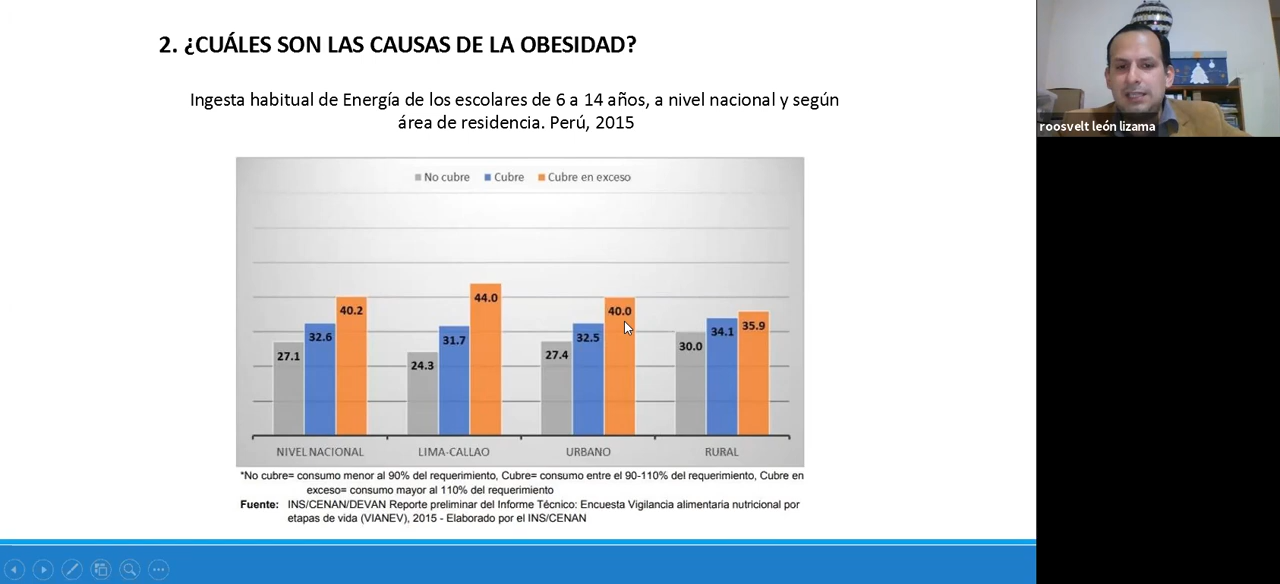 2. ¿CUÁLES SON LAS CAUSAS DE LA OBESIDAD?
Ingesta habitual de Energía de los escolares de 6 a 14 años, a nivel nacional y según
área de residencia. Perú, 2015
No cubre Cubre Cubre en exceso
27.1 32.6 40.2
24.3 31.7 44.0
27.4 32.5 40.0
30.0 34.1 35.9
NIVEL NACIONAL LIMA-CALLAO URBANO RURAL
*No cubre= consumo menor al 90% del requerimiento, Cubre= consumo entre el 90-110% del requerimiento, Cubre en
exceso= consumo mayor al 110% del requerimiento
Fuente: INS/CENAN/DEVAN Reporte preliminar del Informe Técnico: Encuesta Vigilancia alimentaria nutricional por
etapas de vida (VIANEV), 2015 - Elaborado por el INS/CENAN
roosvelt león lizama